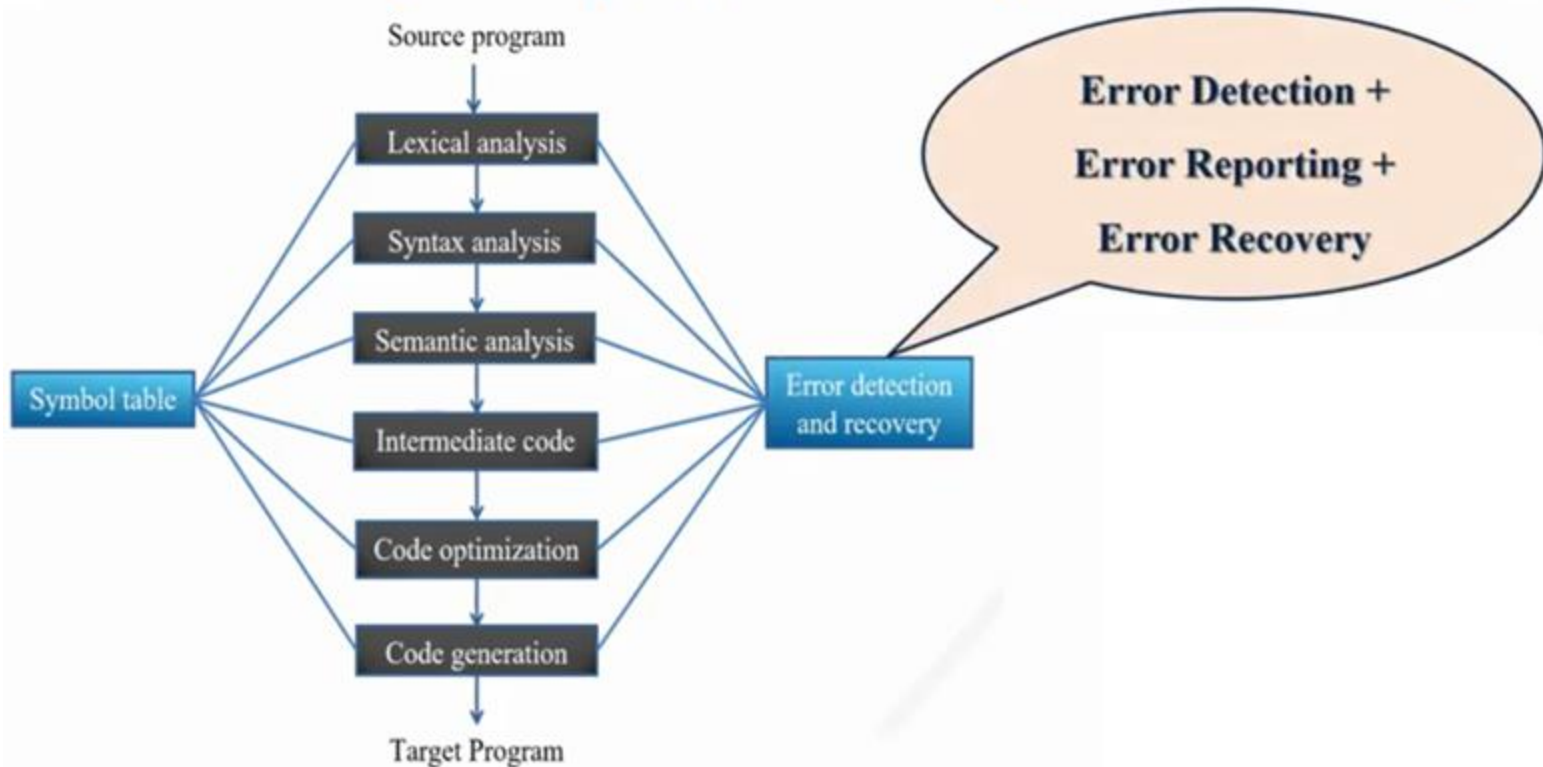 Source program
Lexical analysis
Syntax analysis
Semantic analysis
Intermediate code
Code optimization
Code generation
Target Program
Symbol table
Error detection
and recovery
Error Detection +
Error Reporting +
Error Recovery